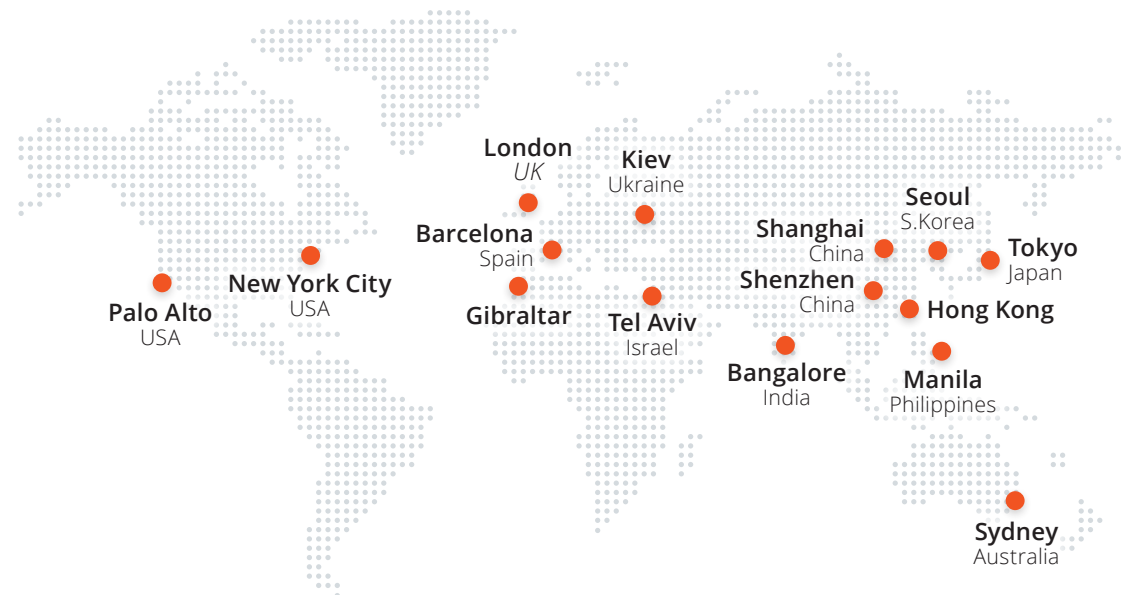 London
UK
Kiev
Ukraine
Seoul
S.Korea
Barcelona
Spain
Shanghai
China
Tokyo
Japan
New York City
USA
Shenzhen
China
Palo Alto
USA
Gibraltar
Tel Aviv
Israel
Hong Kong
Bangalore
India
Manila
Philippines
Sydney
Australia